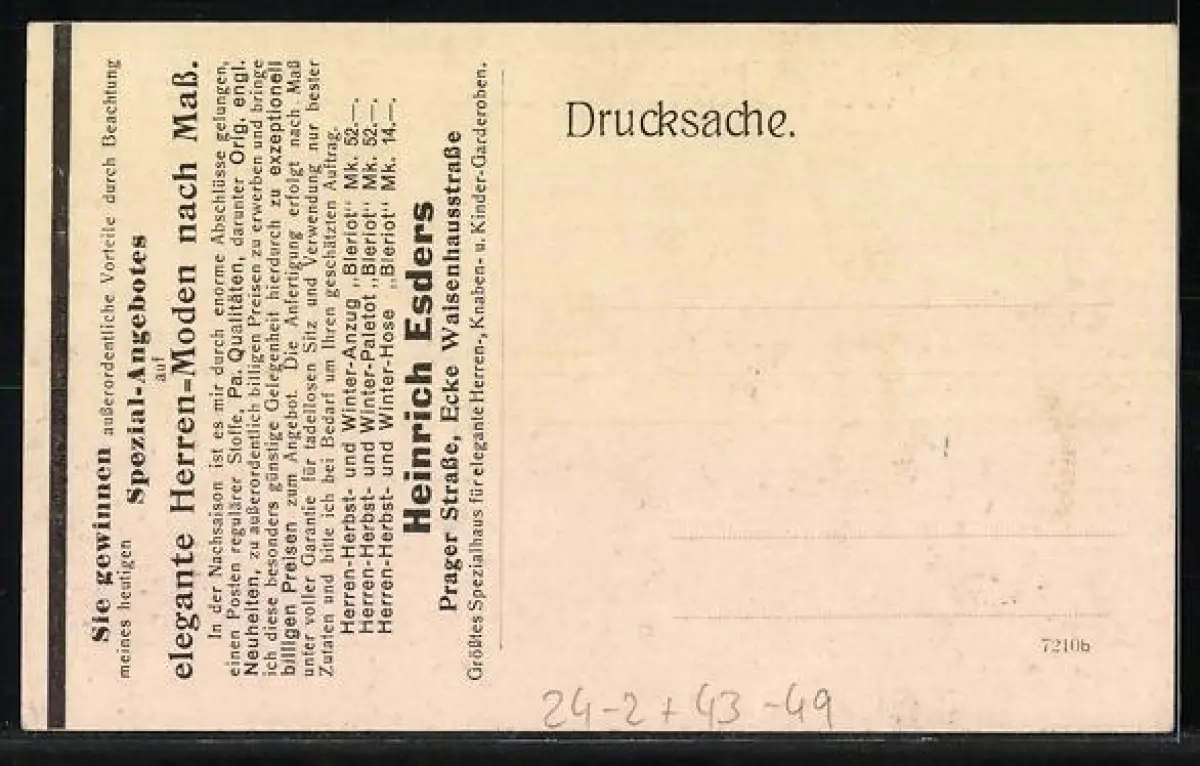 Sie gewinnen außerordentliche Vorteile durch Beachtung
meines heutigen Spezial-Angebotes
auf
elegante Herren=Moden nach Maß.
In der Nachsaison ist es mir durch enorme Abschlüsse gelungen,
einen Posten regulärer Stoffe, Pa. Qualitäten, darunter Orig. engl.
Neuheiten, zu außerordentlich billigen Preisen zu erwerben und bringe
ich diese besonders günstige Gelegenheit hierdurch zu exzeptionell
billigen Preisen zum Angebot. Die Anfertigung erfolgt nach Maß
unter voller Garantie für tadellosen Sitz und Verwendung nur bester
Zutaten und bitte ich bei Bedarf um Ihren geschätzten Auftrag.
Herren-Herbst- und Winter-Anzug „Bleriot“ Mk. 52.—.
Herren-Herbst- und Winter-Paletot „Bleriot“ Mk. 52.—.
Herren-Herbst- und Winter-Hose „Bleriot“ Mk. 14.—.
Heinrich Esders
Prager Straße, Ecke Waisenhausstraße
Größtes Spezialhaus für elegante Herren-, Knaben- u. Kinder-Garderoben.
Drucksache.
7210b
24-2+43-49